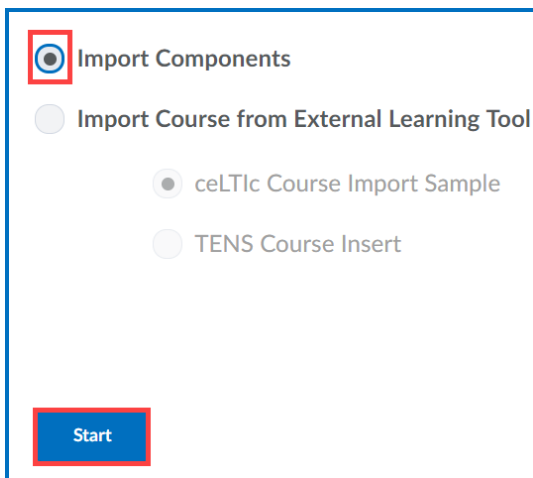 Import Components
Import Course from External Learning Tool
ceLTIc Course Import Sample
TENS Course Insert
Start